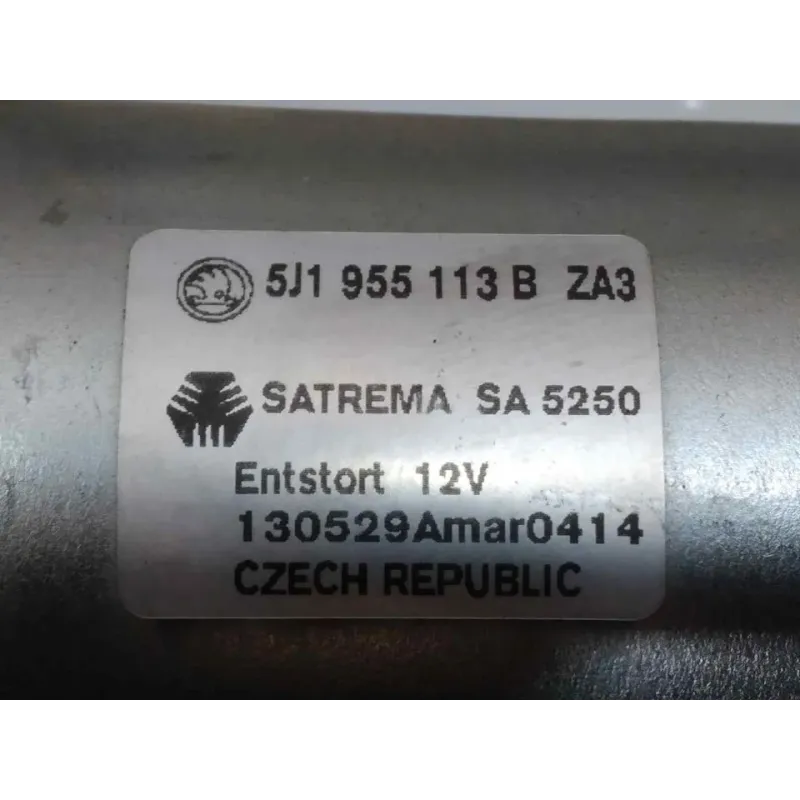 5J1 955 113 B ZA3
SATREMA SA 5250
Entstort 12V
130529Amar0414
CZECH REPUBLIC